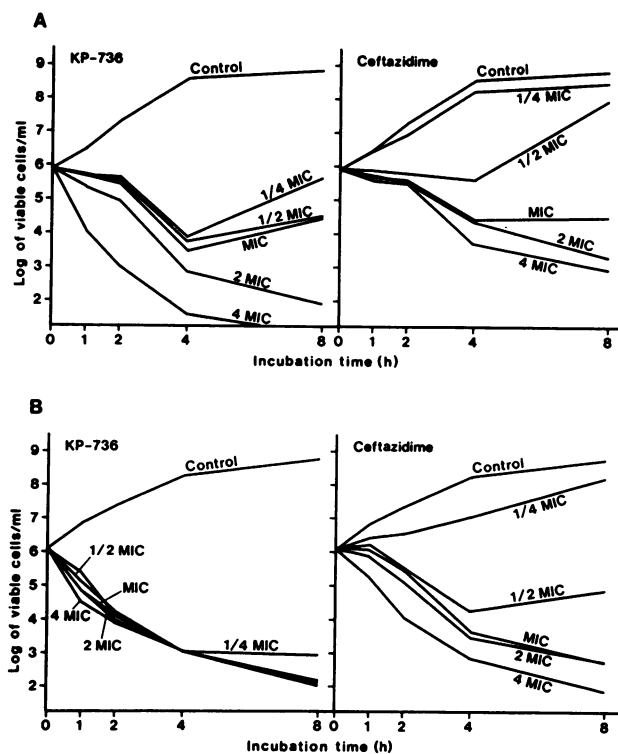 A
KP-736
Ceftazidime
Log of viable cells/ml
9
8
7
6
5
4
3
2
Control
1/4 MIC
1/2 MIC
MIC
2 MIC
4 MIC
Control
1/4 MIC
1/2 MIC
MIC
2 MIC
4 MIC
0 1 2 4 8
0 1 2 4 8
Incubation time (h)
B
KP-736
Ceftazidime
Log of viable cells/ml
9
8
7
6
5
4
3
2
Control
1/2 MIC
MIC
4 MIC
2 MIC
1/4 MIC
Control
1/4 MIC
1/2 MIC
MIC
2 MIC
4 MIC
0 1 2 4 8
0 1 2 4 8
Incubation time (h)